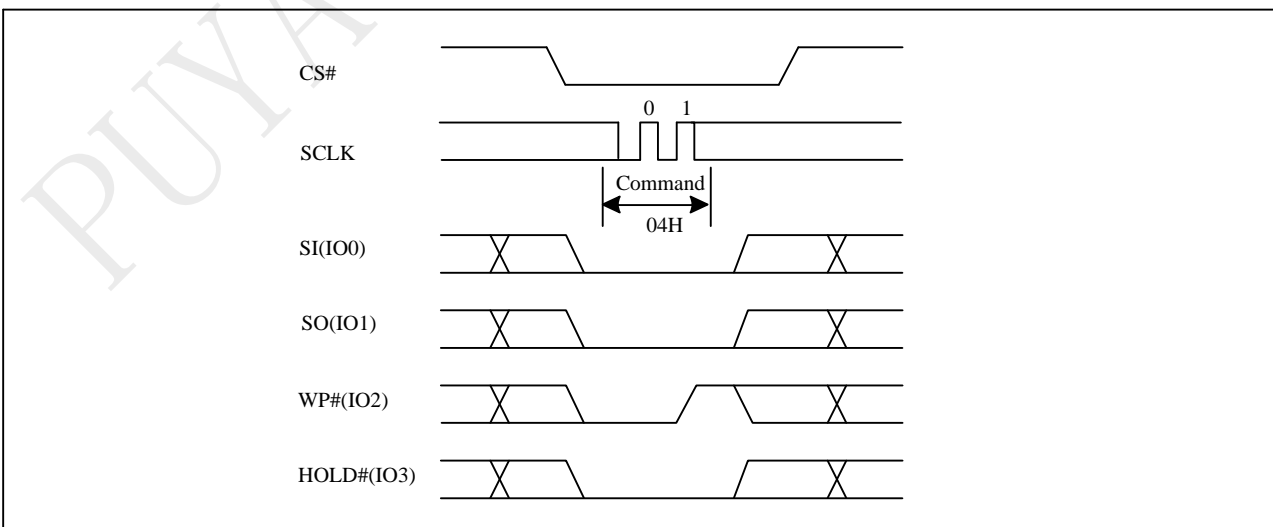 PUYA
CS#
0 1
SCLK
Command
04H
SI(IO0)
SO(IO1)
WP#(IO2)
HOLD#(IO3)